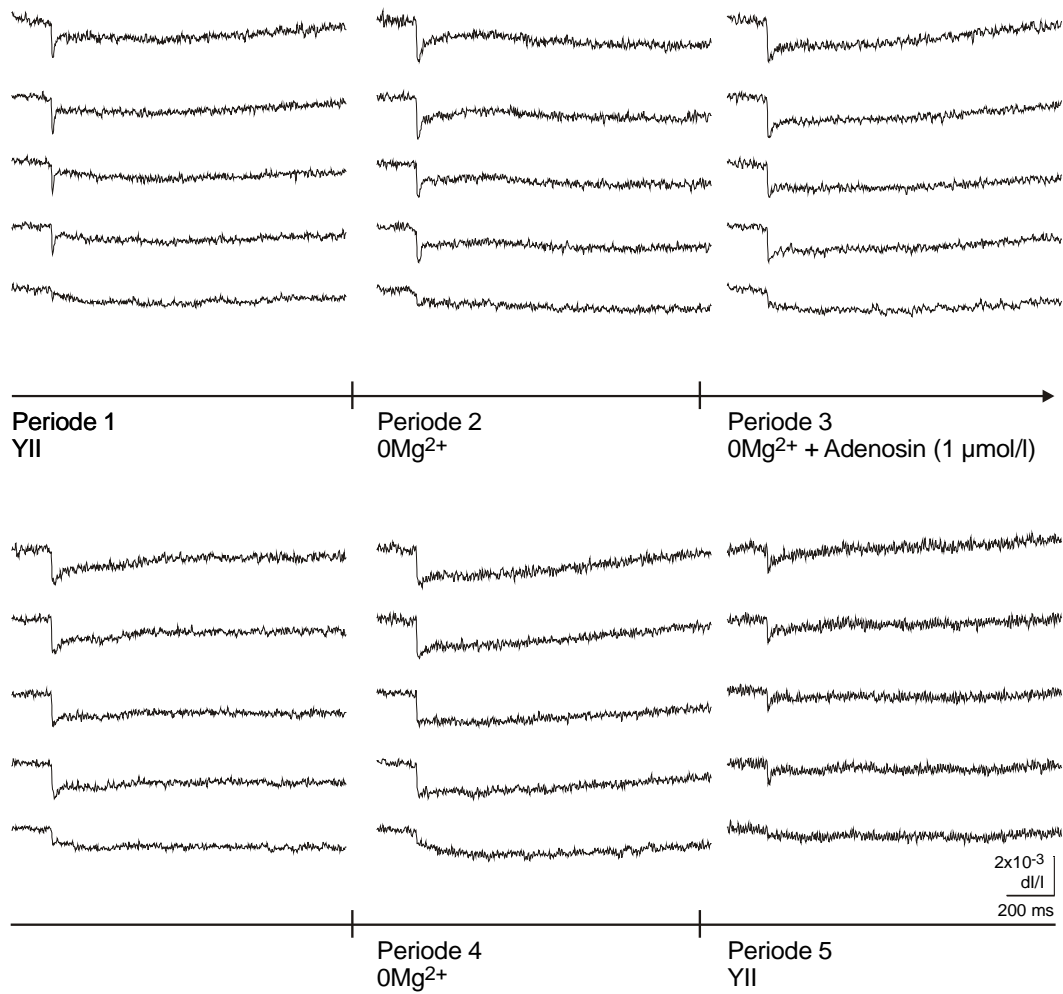 Periode 1
YII
Periode 2
0Mg2+
Periode 3
0Mg2+ + Adenosin (1 µmol/l)
2x10-3
dI/I
200 ms
Periode 4
0Mg2+
Periode 5
YII